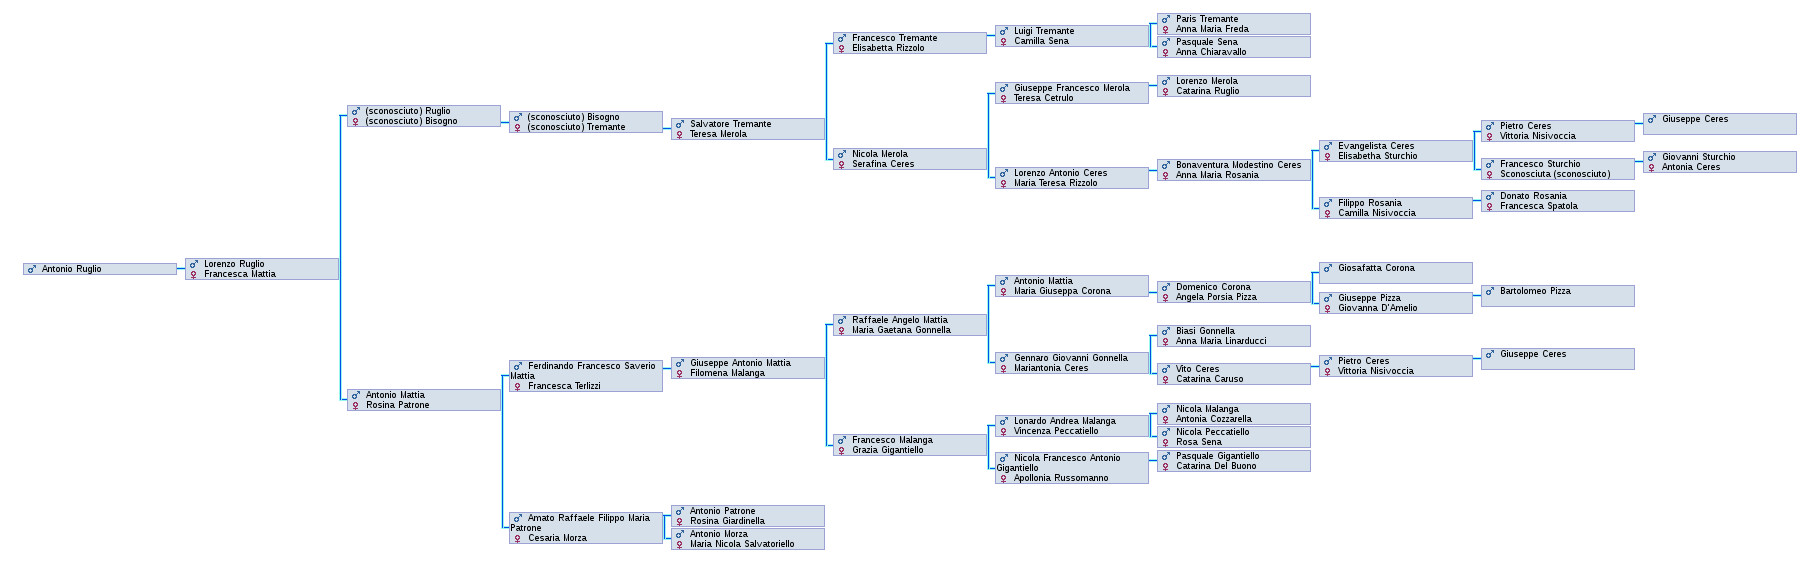 Antonio Ruglio
Lorenzo Ruglio
Francesca Mattia
(sconosciuto) Ruglio
(sconosciuto) Bisogno
Antonio Mattia
Rosina Patrone
(sconosciuto) Bisogno
(sconosciuto) Tremante
Ferdinando Francesco Saverio
Mattia
Francesca Terlizzi
Amato Raffaele Filippo Maria
Patrone
Cesaria Morza
Salvatore Tremante
Teresa Merola
Giuseppe Antonio Mattia
Filomena Malanga
Antonio Patrone
Rosina Giardinella
Antonio Morza
Maria Nicola Salvatoriello
Francesco Tremante
Elisabetta Rizzolo
Nicola Merola
Serafina Ceres
Raffaele Angelo Mattia
Maria Gaetana Gonnella
Francesco Malanga
Grazia Gigantiello
Luigi Tremante
Camilla Sena
Giuseppe Francesco Merola
Teresa Cetrulo
Lorenzo Antonio Ceres
Maria Teresa Rizzolo
Antonio Mattia
Maria Giuseppa Corona
Gennaro Giovanni Gonnella
Mariantonia Ceres
Lonardo Andrea Malanga
Vincenza Peccatiello
Nicola Francesco Antonio
Gigantiello
Apollonia Russomanno
Paris Tremante
Anna Maria Freda
Pasquale Sena
Anna Chiaravallo
Lorenzo Merola
Catarina Ruglio
Bonaventura Modestino Ceres
Anna Maria Rosania
Domenico Corona
Angela Porsia Pizza
Biasi Gonnella
Anna Maria Linarducci
Vito Ceres
Catarina Caruso
Nicola Malanga
Antonia Cozzarella
Nicola Peccatiello
Rosa Sena
Pasquale Gigantiello
Catarina Del Buono
Evangelista Ceres
Elisabetha Sturchio
Filippo Rosania
Camilla Nisivoccia
Giosafatta Corona
Giuseppe Pizza
Giovanna D'Amelio
Pietro Ceres
Vittoria Nisivoccia
Pietro Ceres
Vittoria Nisivoccia
Francesco Sturchio
Sconosciuta (sconosciuto)
Donato Rosania
Francesca Spatola
Bartolomeo Pizza
Giuseppe Ceres
Giuseppe Ceres
Giovanni Sturchio
Antonia Ceres